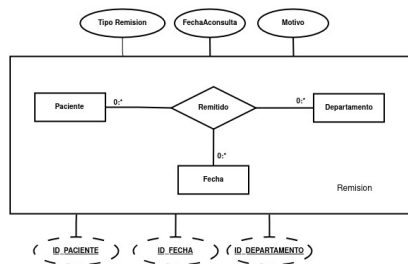 Tipo Remision
FechaAconsulta
Motivo
Paciente
0:*
Remitido
0:*
Departamento
0:*
Fecha
Remision
ID_PACIENTE
ID_FECHA
ID_DEPARTAMENTO